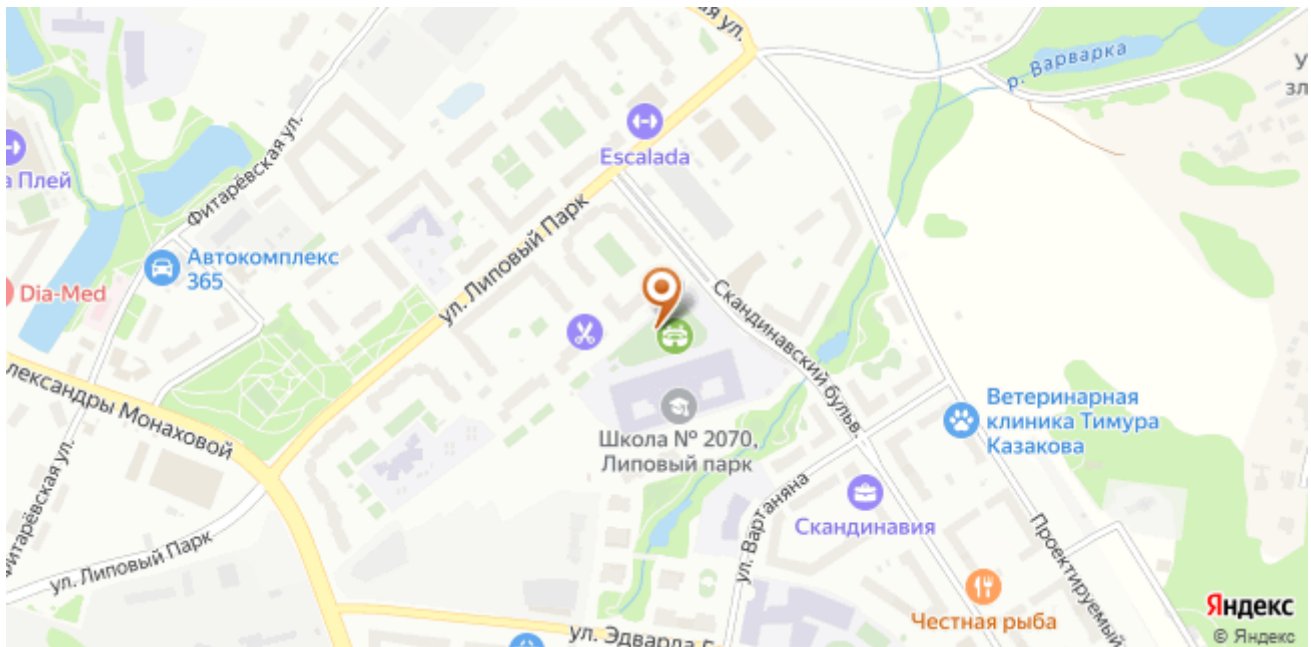 ая ул.
р. Варварка
У
зл
Escalada
а Плей
Фитарёвская ул.
Автокомплекс
365
ул. Липовый Парк
Dia-Med
Скандинавский бульв.
лександры Монаховой
Школа № 2070,
Липовый парк
Ветеринарная
клиника Тимура
Казакова
Фитарёвская ул.
ул. Липовый Парк
ул. Вартаняна
Скандинавия
Проектируемый
Честная рыба
ул. Эдварда Г
Яндекс
© Яндекс